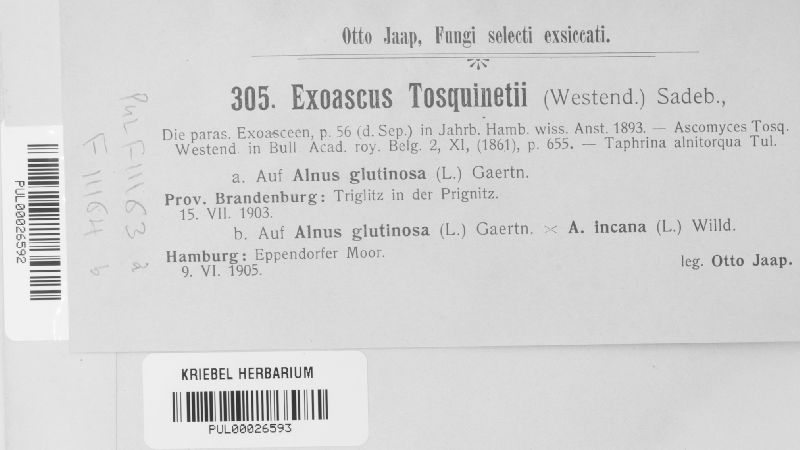 Otto Jaap, Fungi selecti exsiccati.
305. Exoascus Tosquinetii (Westend.) Sadeb.,
Die paras. Exoasceen, p. 56 (d. Sep.) in Jahrb. Hamb. wiss. Anst. 1893. — Ascomyces Tosq.
Westend. in Bull. Acad. roy. Belg. 2, XI, (1861), p. 655. — Taphrina alnitorqua Tul.
a. Auf Alnus glutinosa (L.) Gaertn.
Prov. Brandenburg: Triglitz in der Prignitz.
15. VII. 1903.
b. Auf Alnus glutinosa (L.) Gaertn. × A. incana (L.) Willd.
Hamburg: Eppendorfer Moor.
9. VI. 1905.
leg. Otto Jaap.
PUL F11163 a
F11164 b
PUL00026592
KRIEBEL HERBARIUM
PUL00026593